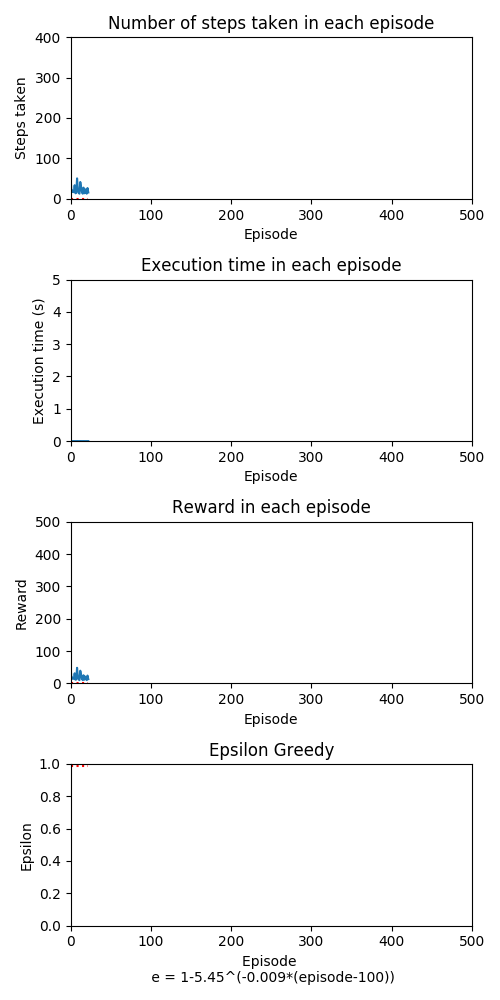 Number of steps taken in each episode
400
300
200
100
0
Steps taken
0 100 200 300 400 500
Episode
Execution time in each episode
5
4
3
2
1
0
Execution time (s)
0 100 200 300 400 500
Episode
Reward in each episode
500
400
300
200
100
0
Reward
0 100 200 300 400 500
Episode
Epsilon Greedy
1.0
0.8
0.6
0.4
0.2
0.0
Epsilon
0 100 200 300 400 500
Episode
e = 1-5.45^(-0.009*(episode-100))